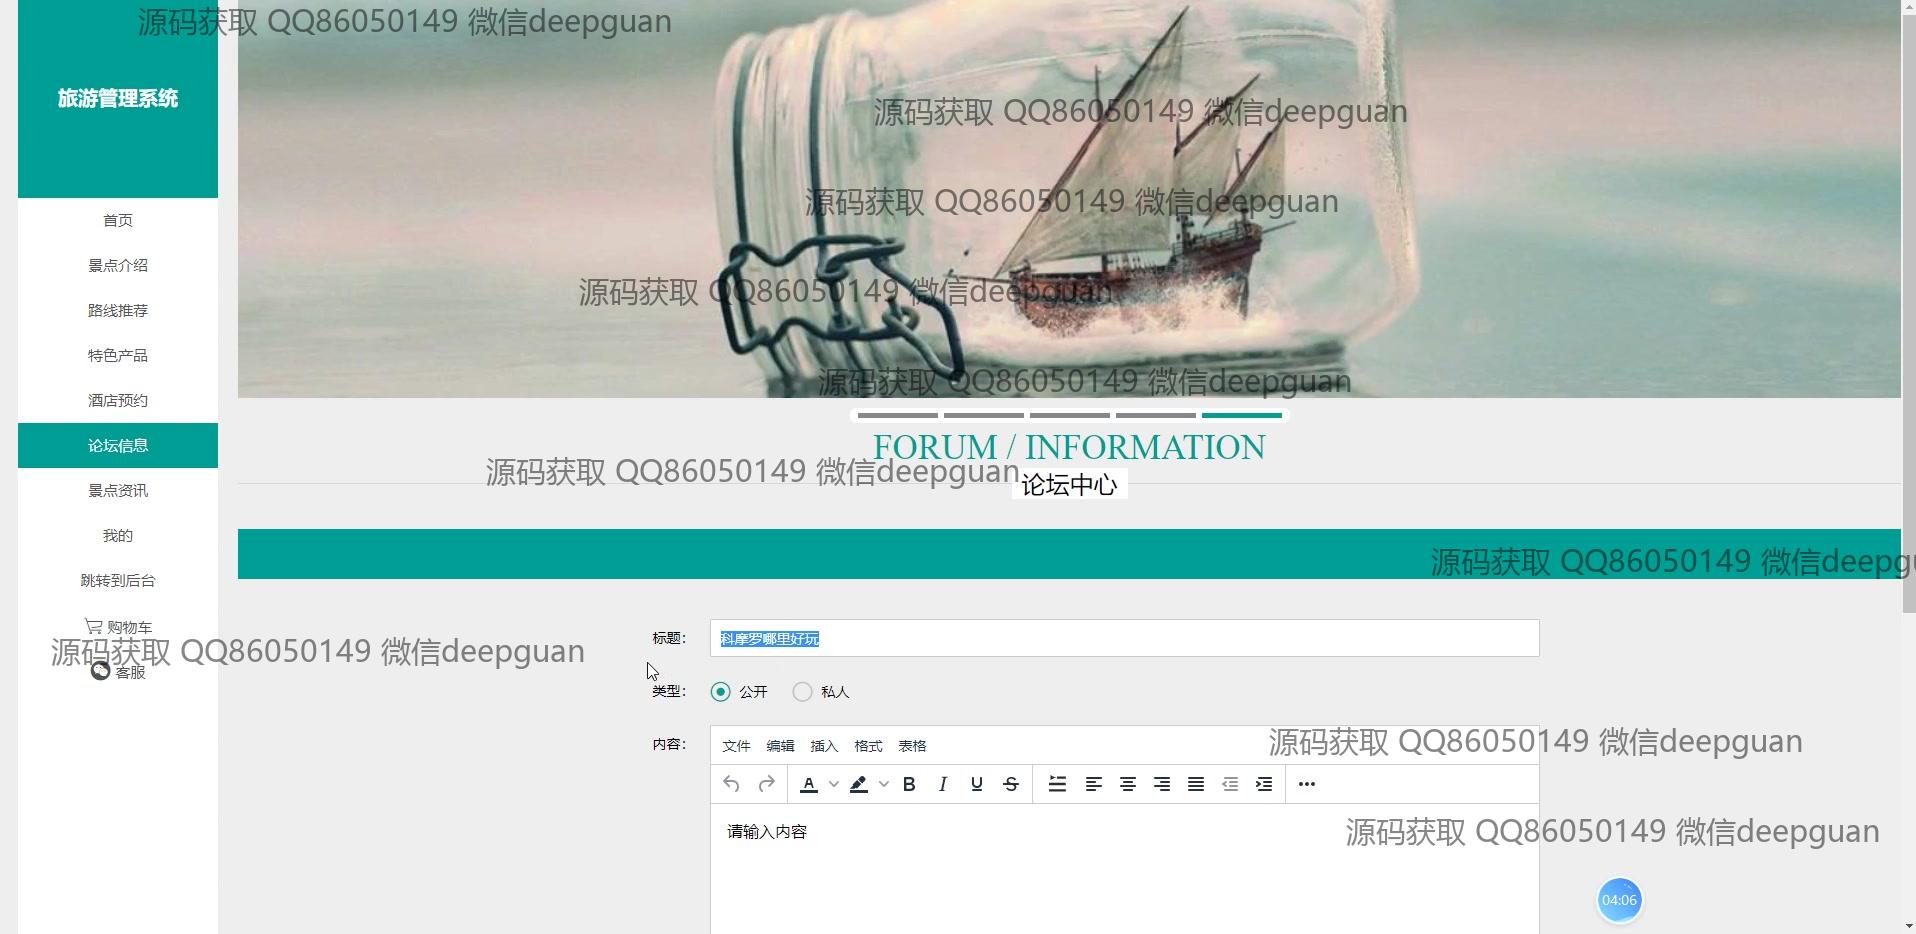 源码获取 QQ86050149 微信deepguan
旅游管理系统
源码获取 QQ86050149 微信deepguan
源码获取 QQ86050149 微信deepguan
首页
景点介绍
源码获取 QQ86050149 微信deepguan
路线推荐
特色产品
源码获取 QQ86050149 微信deepguan
酒店预约
FORUM / INFORMATION
论坛信息
源码获取 QQ86050149 微信deepguan
论坛中心
景点资讯
我的
源码获取 QQ86050149 微信deepgu
跳转到后台
购物车
标题： 科摩罗哪里好玩
源码获取 QQ86050149 微信deepguan
客服
类型： 公开 私人
源码获取 QQ86050149 微信deepguan
内容： 文件 编辑 插入 格式 表格
A B I U S
请输入内容
源码获取 QQ86050149 微信deepguan
04:06